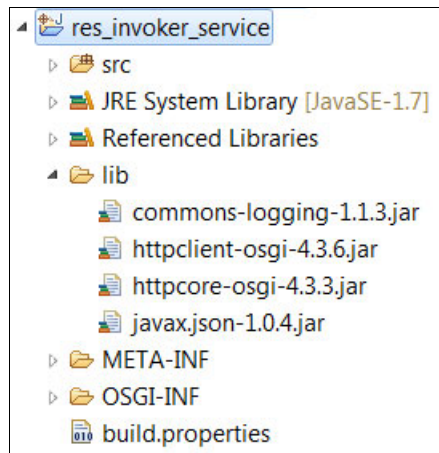 res_invoker_service
src
JRE System Library [JavaSE-1.7]
Referenced Libraries
lib
commons-logging-1.1.3.jar
httpclient-osgi-4.3.6.jar
httpcore-osgi-4.3.3.jar
javax.json-1.0.4.jar
META-INF
OSGI-INF
build.properties